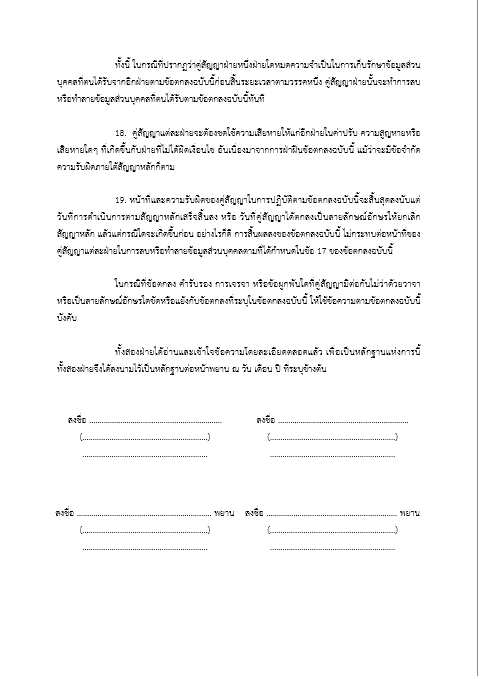 ทั้งนี้ ในกรณีที่ปรากฏว่าคู่สัญญาฝ่ายหนึ่งฝ่ายใดหมดความจำเป็นในการเก็บรักษาข้อมูลส่วน
บุคคลที่ตนได้รับจากอีกฝ่ายตามข้อตกลงฉบับนี้ก่อนสิ้นระยะเวลาตามวรรคหนึ่ง คู่สัญญาฝ่ายนั้นจะทำการลบ
หรือทำลายข้อมูลส่วนบุคคลที่ตนได้รับตามข้อตกลงฉบับนี้ทันที
18. คู่สัญญาแต่ละฝ่ายจะต้องชดใช้ความเสียหายให้แก่อีกฝ่ายในค่าปรับ ความสูญหายหรือ
เสียหายใดๆ ที่เกิดขึ้นกับฝ่ายที่ไม่ได้ผิดเงื่อนไข อันเนื่องมาจากการฝ่าฝืนข้อตกลงฉบับนี้ แม้ว่าจะมีข้อจำกัด
ความรับผิดภายใต้สัญญาหลักก็ตาม
19. หน้าที่และความรับผิดของคู่สัญญาในการปฏิบัติตามข้อตกลงฉบับนี้จะสิ้นสุดลงนับแต่
วันที่การดำเนินการตามสัญญาหลักเสร็จสิ้นลง หรือ วันที่คู่สัญญาได้ตกลงเป็นลายลักษณ์อักษรให้ยกเลิก
สัญญาหลัก แล้วแต่กรณีใดจะเกิดขึ้นก่อน อย่างไรก็ดี การสิ้นผลลงของข้อตกลงฉบับนี้ ไม่กระทบต่อหน้าที่ของ
คู่สัญญาแต่ละฝ่ายในการลบหรือทำลายข้อมูลส่วนบุคคลตามที่ได้กำหนดในข้อ 17 ของข้อตกลงฉบับนี้
ในกรณีที่ข้อตกลง คำรับรอง การเจรจา หรือข้อผูกพันใดที่คู่สัญญามีต่อกันไม่ว่าด้วยวาจา
หรือเป็นลายลักษณ์อักษรใดขัดหรือแย้งกับข้อตกลงที่ระบุในข้อตกลงฉบับนี้ ให้ใช้ข้อความตามข้อตกลงฉบับนี้
บังคับ
ทั้งสองฝ่ายได้อ่านและเข้าใจข้อความโดยละเอียดตลอดแล้ว เพื่อเป็นหลักฐานแห่งการนี้
ทั้งสองฝ่ายจึงได้ลงนามไว้เป็นหลักฐานต่อหน้าพยาน ณ วัน เดือน ปี ที่ระบุข้างต้น
ลงชื่อ ........................................................ ลงชื่อ ........................................................
(......................................................) (......................................................)
...................................................... ......................................................
ลงชื่อ ........................................................ พยาน ลงชื่อ ........................................................ พยาน
(......................................................) (......................................................)
...................................................... ......................................................